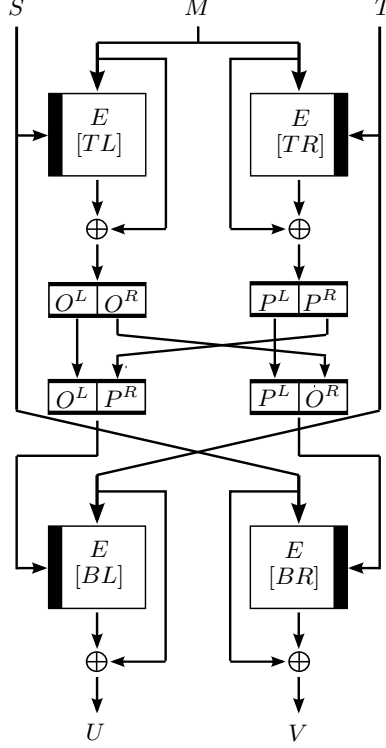 S M T
E E
[TL] [TR]
O^L O^R P^L P^R
O^L P^R P^L O^R
E E
[BL] [BR]
U V